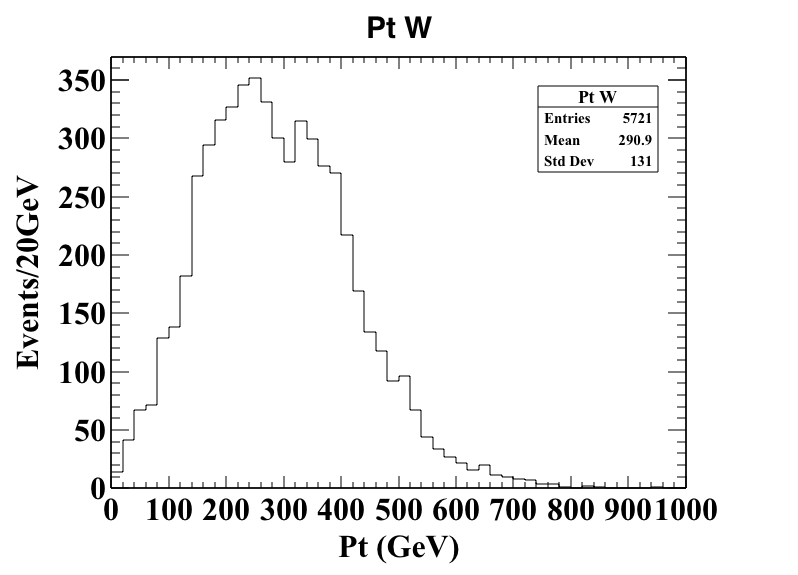 Pt W
Events/20GeV
350
300
250
200
150
100
50
0
Pt W
Entries 5721
Mean 290.9
Std Dev 131
0 100 200 300 400 500 600 700 800 900 1000
Pt (GeV)